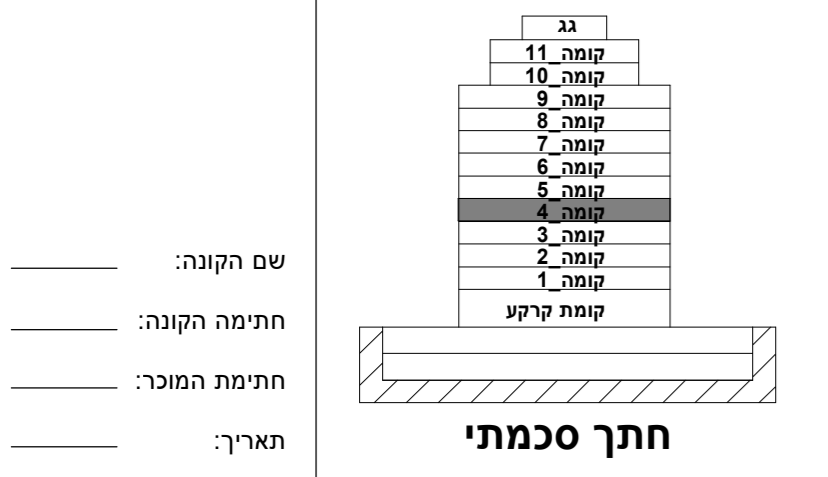 גג
קומה_11
קומה_10
קומה_9
קומה_8
קומה_7
קומה_6
קומה_5
קומה_4
קומה_3
קומה_2
קומה_1
קומת קרקע
חתך סכמתי
שם הקונה:
חתימה הקונה:
חתימת המוכר:
תאריך: